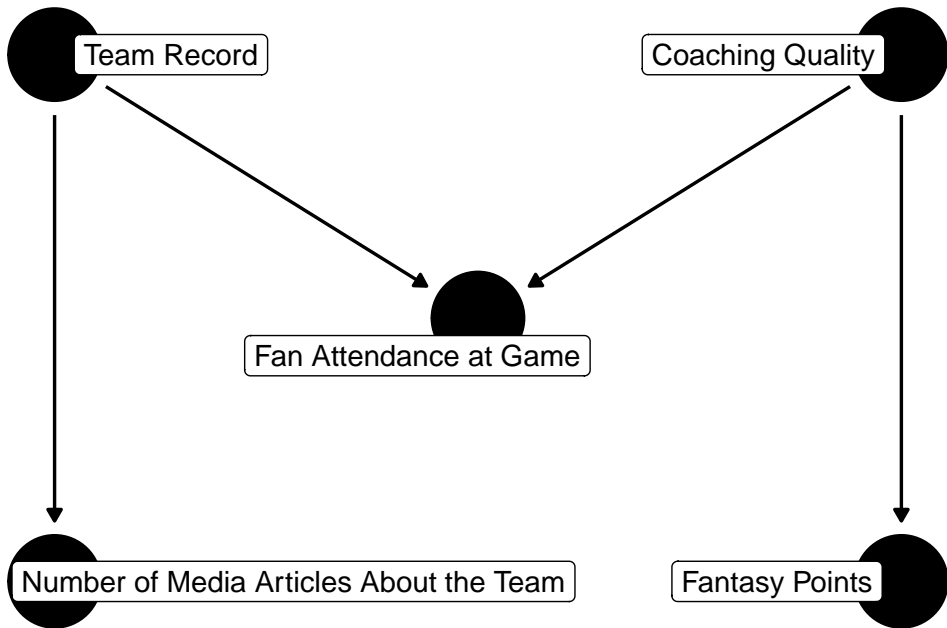 Team Record
Coaching Quality
Fan Attendance at Game
Number of Media Articles About the Team
Fantasy Points